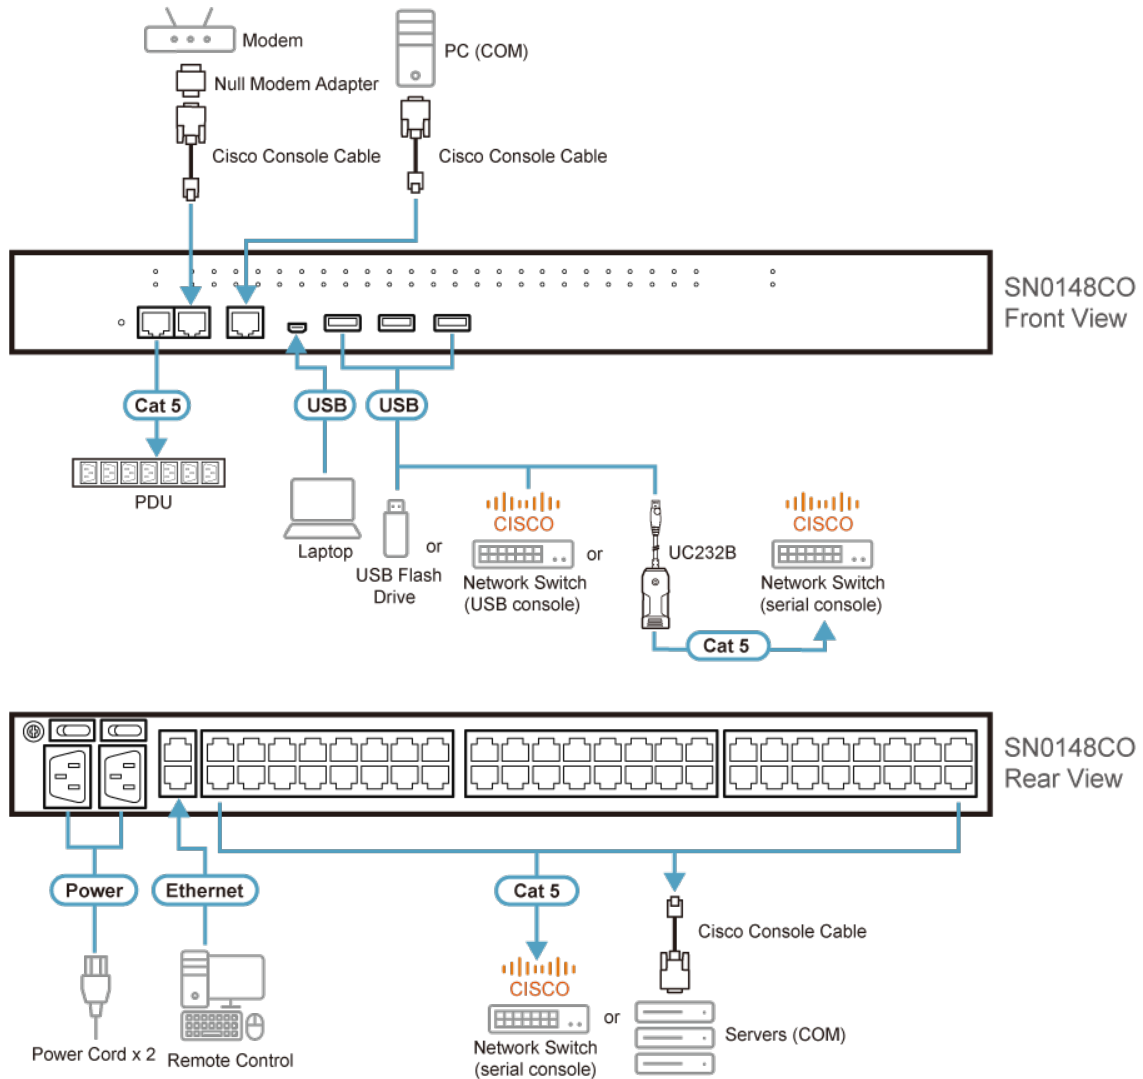 Modem
PC (COM)
Null Modem Adapter
Cisco Console Cable
Cisco Console Cable
SN0148CO
Front View
Cat 5
USB
USB
PDU
CISCO
CISCO
Laptop
or
or
UC232B
USB Flash
Drive
Network Switch
(USB console)
Network Switch
(serial console)
Cat 5
SN0148CO
Rear View
Power
Ethernet
Cat 5
Cisco Console Cable
CISCO
or
Servers (COM)
Power Cord x 2
Remote Control
Network Switch
(serial console)